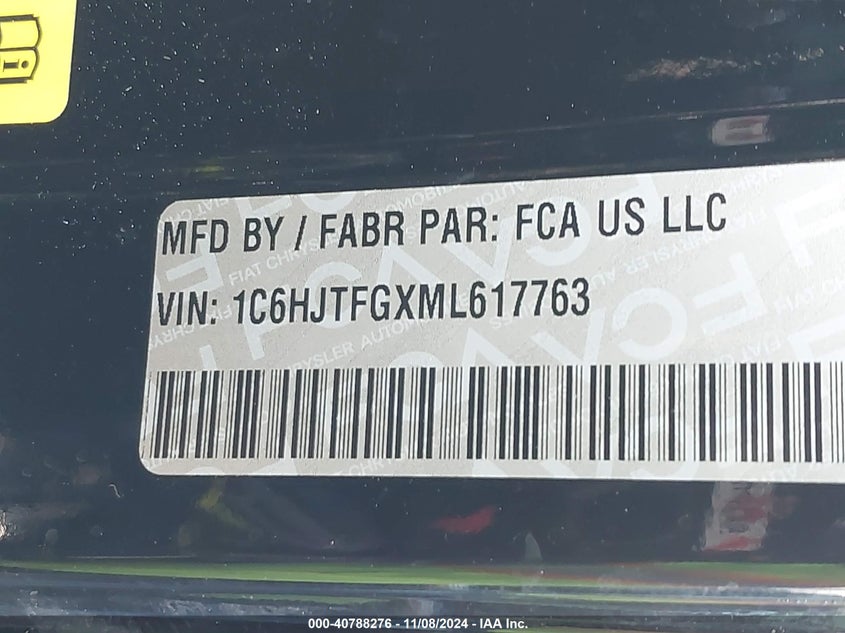 MFD BY / FABR PAR: FCA US LLC
VIN: 1C6HJTFGXML617763
000-40788276 - 11/08/2024 - IAA Inc.